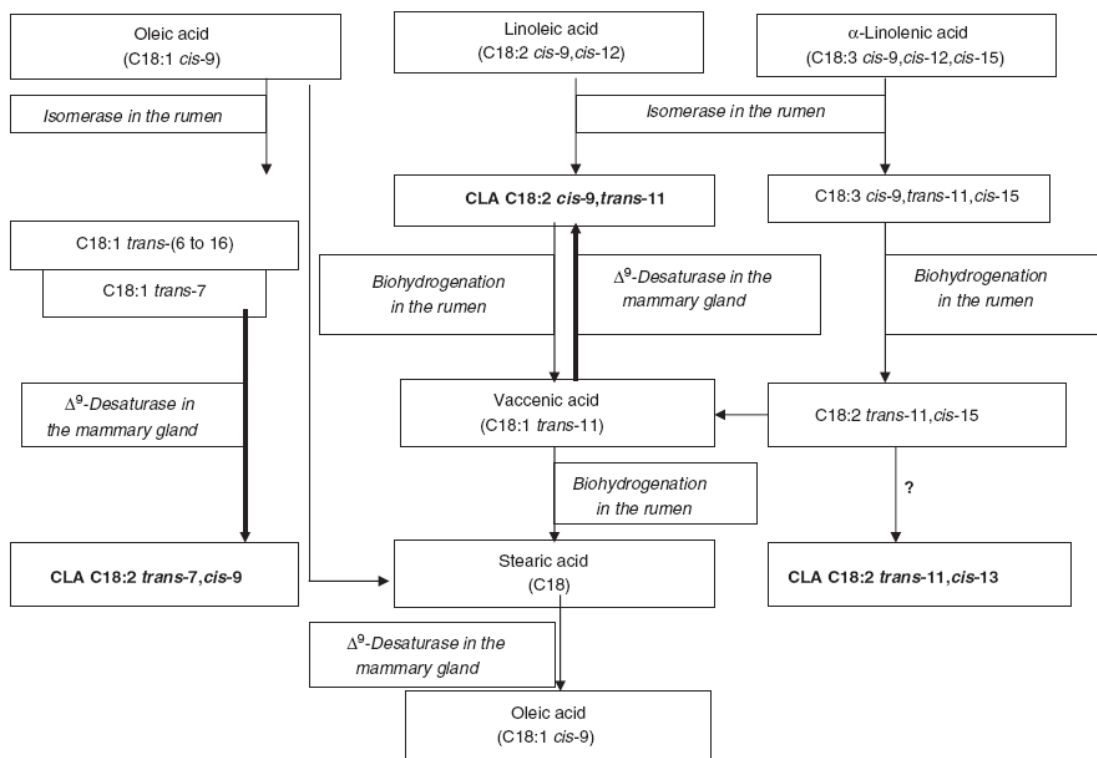 Oleic acid
(C18:1 cis-9)
Linoleic acid
(C18:2 cis-9,cis-12)
α-Linolenic acid
(C18:3 cis-9,cis-12,cis-15)
Isomerase in the rumen
Isomerase in the rumen
CLA C18:2 cis-9,trans-11
C18:3 cis-9,trans-11,cis-15
C18:1 trans-(6 to 16)
C18:1 trans-7
Biohydrogenation
in the rumen
Δ⁹-Desaturase in the
mammary gland
Biohydrogenation
in the rumen
Δ⁹-Desaturase in
the mammary gland
Vaccenic acid
(C18:1 trans-11)
C18:2 trans-11,cis-15
Biohydrogenation
in the rumen
?
CLA C18:2 trans-7,cis-9
Stearic acid
(C18)
CLA C18:2 trans-11,cis-13
Δ⁹-Desaturase in the
mammary gland
Oleic acid
(C18:1 cis-9)